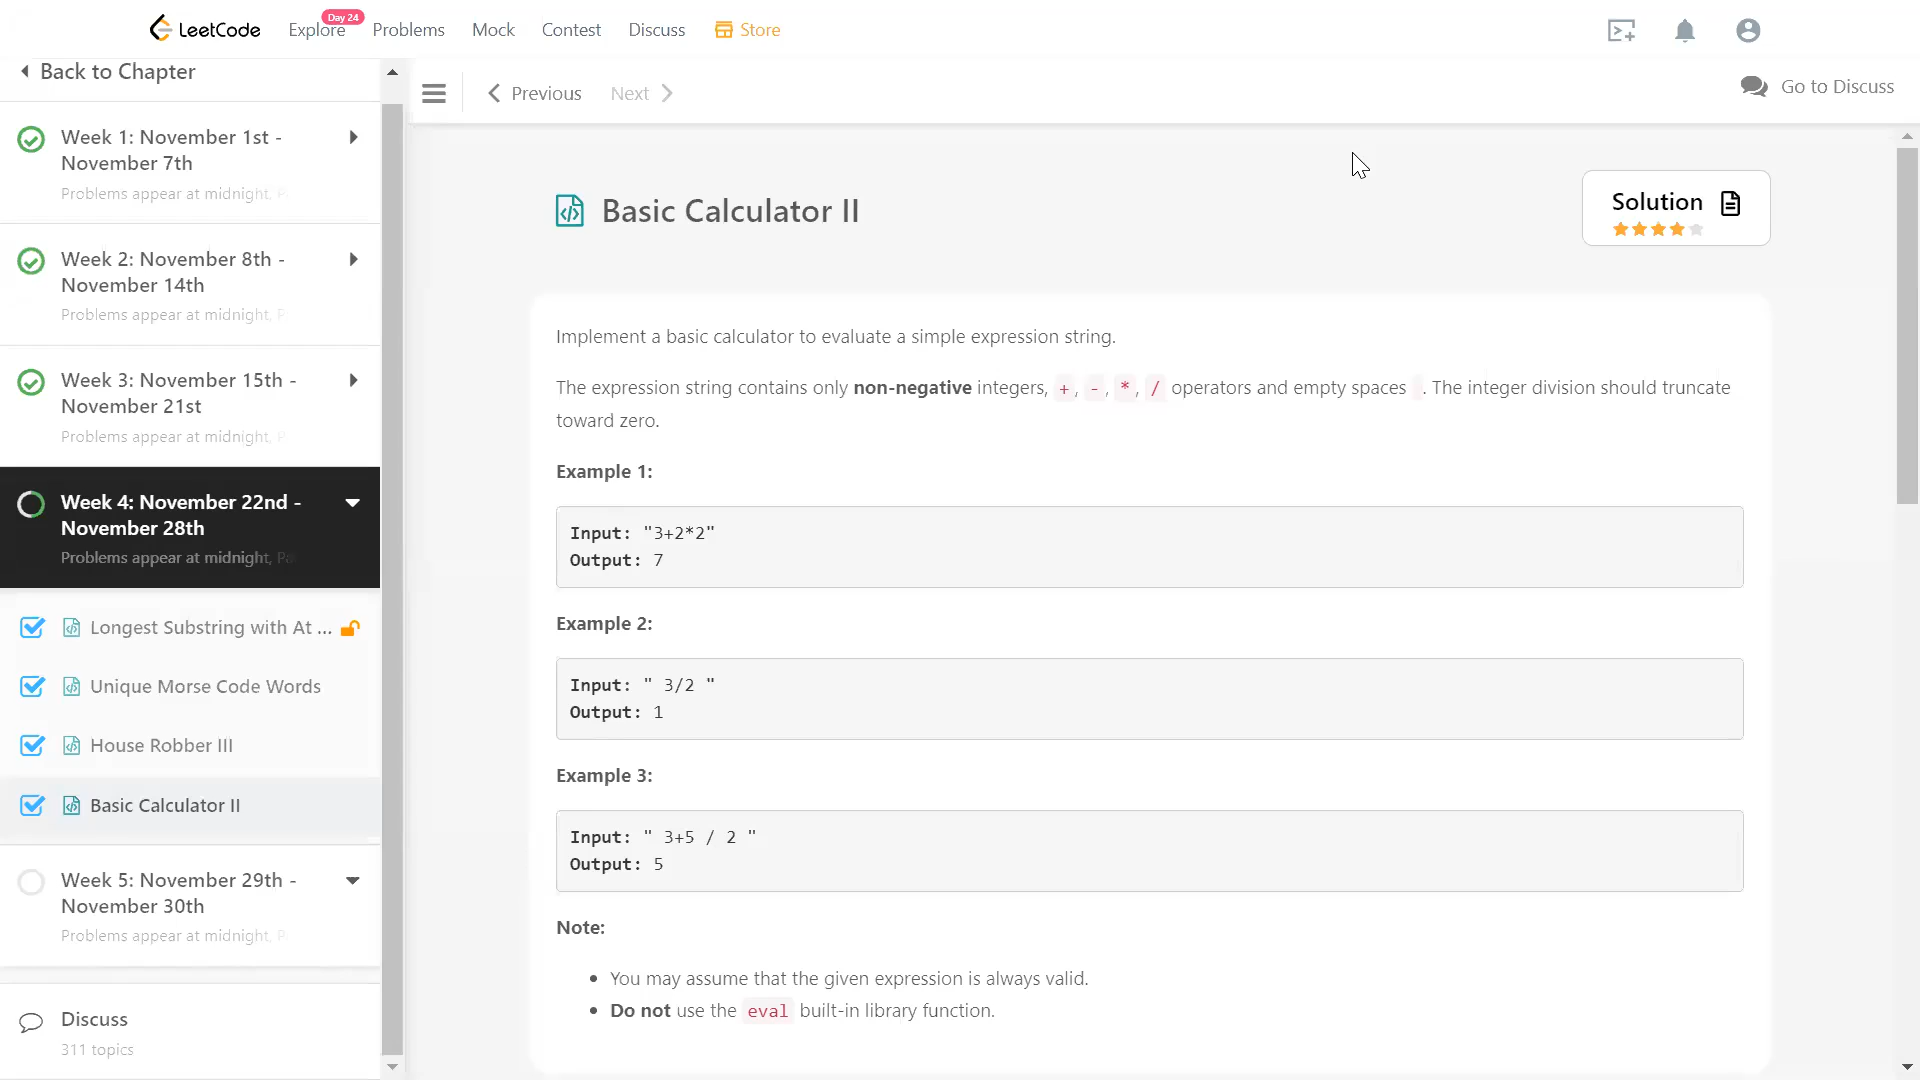 LeetCode
Explore
Day 24
Problems
Mock
Contest
Discuss
Store
Back to Chapter
Week 1: November 1st -
November 7th
Problems appear at midnight,
Week 2: November 8th -
November 14th
Problems appear at midnight,
Week 3: November 15th -
November 21st
Problems appear at midnight,
Week 4: November 22nd -
November 28th
Problems appear at midnight,
Longest Substring with At ...
Unique Morse Code Words
House Robber III
Basic Calculator II
Week 5: November 29th -
November 30th
Problems appear at midnight,
Discuss
311 topics
Previous
Next
Go to Discuss
Basic Calculator II
Solution
Implement a basic calculator to evaluate a simple expression string.
The expression string contains only non-negative integers, +, -, *, / operators and empty spaces . The integer division should truncate
toward zero.
Example 1:
Input: "3+2*2"
Output: 7
Example 2:
Input: " 3/2 "
Output: 1
Example 3:
Input: " 3+5 / 2 "
Output: 5
Note:
• You may assume that the given expression is always valid.
• Do not use the eval built-in library function.